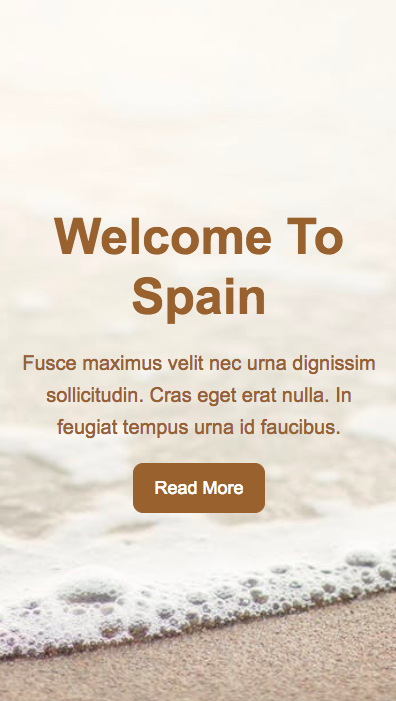 Welcome To
Spain
Fusce maximus velit nec urna dignissim
sollicitudin. Cras eget erat nulla. In
feugiat tempus urna id faucibus.
Read More